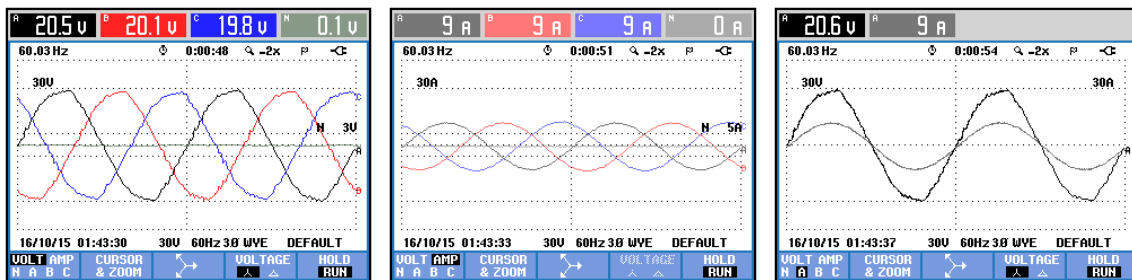 A 20.5 V B 20.1 V C 19.8 V N 0.1 V
60.03 Hz 0:00:48 -2x
30V
C
N 3V
A
B
16/10/15 01:43:30 30V 60Hz 3Ø WYE DEFAULT
VOLT AMP CURSOR VOLTAGE HOLD
N A B C & ZOOM RUN
A 9 A B 9 A C 9 A N 0 A
60.03 Hz 0:00:51 -2x
30A
C
N 5A
A
B
16/10/15 01:43:33 30V 60Hz 3Ø WYE DEFAULT
VOLT AMP CURSOR VOLTAGE HOLD
N A B C & ZOOM RUN
A 20.6 V A 9 A
60.03 Hz 0:00:54 -2x
30V 30A
A
16/10/15 01:43:37 30V 60Hz 3Ø WYE DEFAULT
VOLT AMP CURSOR VOLTAGE HOLD
N A B C & ZOOM RUN